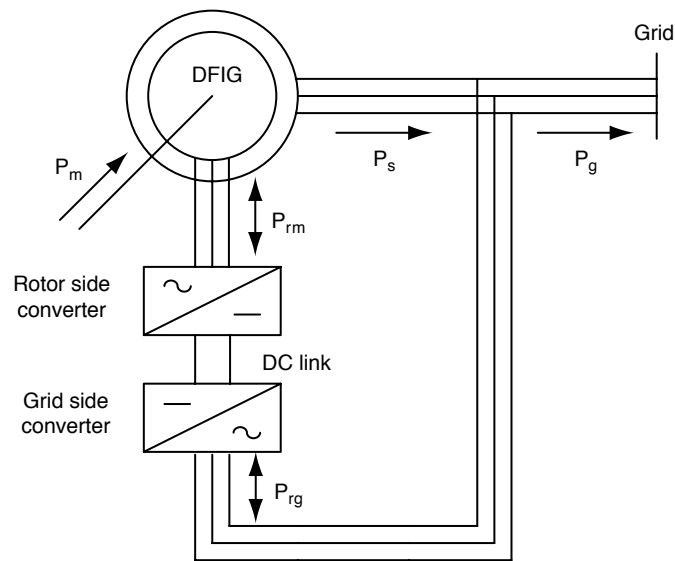 Grid
DFIG
P_m
P_s
P_g
P_rm
Rotor side
converter
DC link
Grid side
converter
P_rg